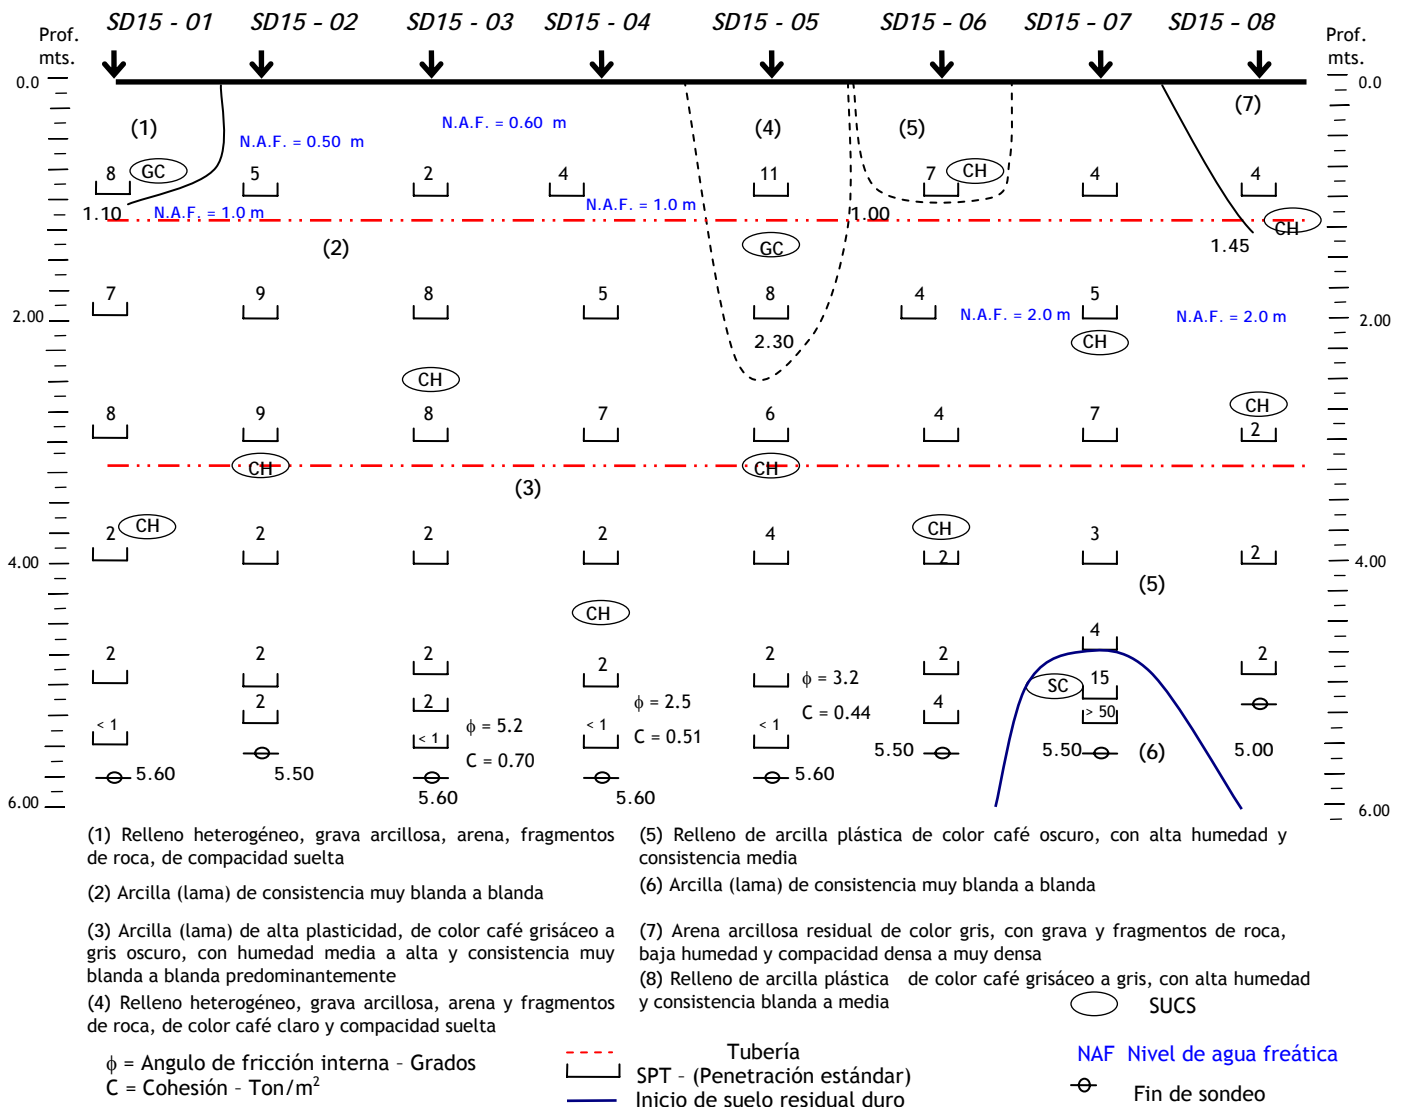 SD15 - 01 SD15 - 02 SD15 - 03 SD15 - 04 SD15 - 05 SD15 - 06 SD15 - 07 SD15 - 08
Prof. mts.
Prof. mts.
0.0
0.0
(7)
(1)
N.A.F. = 0.50 m
N.A.F. = 0.60 m
(4)
(5)
8 GC 5 2 4 11 7 CH 4 4
1.10 N.A.F. = 1.0 m
N.A.F. = 1.0 m
1.00
CH
(2)
GC
1.45
7 9 8 5 8 4 5
2.00
N.A.F. = 2.0 m
N.A.F. = 2.0 m
2.00
2.30
CH
CH
CH
8 9 8 7 6 4 7 2
CH
CH
(3)
CH
CH
2 2 2 2 4 2 3 2
4.00
4.00
(5)
CH
4
2 2 2 2 2 2 15 2
φ = 3.2
SC
2 2 4 > 50
φ = 2.5
C = 0.44
< 1 < 1 < 1 < 1
φ = 5.2
C = 0.51
C = 0.70
5.50
5.50
(6)
5.00
5.60
5.50
5.60
5.60
5.60
6.00
6.00
(1) Relleno heterogéneo, grava arcillosa, arena, fragmentos
de roca, de compacidad suelta
(2) Arcilla (lama) de consistencia muy blanda a blanda
(3) Arcilla (lama) de alta plasticidad, de color café grisáceo a
gris oscuro, con humedad media a alta y consistencia muy
blanda a blanda predominantemente
(4) Relleno heterogéneo, grava arcillosa, arena y fragmentos
de roca, de color café claro y compacidad suelta
(5) Relleno de arcilla plástica de color café oscuro, con alta humedad y
consistencia media
(6) Arcilla (lama) de consistencia muy blanda a blanda
(7) Arena arcillosa residual de color gris, con grava y fragmentos de roca,
baja humedad y compacidad densa a muy densa
(8) Relleno de arcilla plástica de color café grisáceo a gris, con alta humedad
y consistencia blanda a media
φ = Angulo de fricción interna - Grados
C = Cohesión - Ton/m²
Tubería
SPT - (Penetración estándar)
Inicio de suelo residual duro
SUCS
NAF Nivel de agua freática
Fin de sondeo